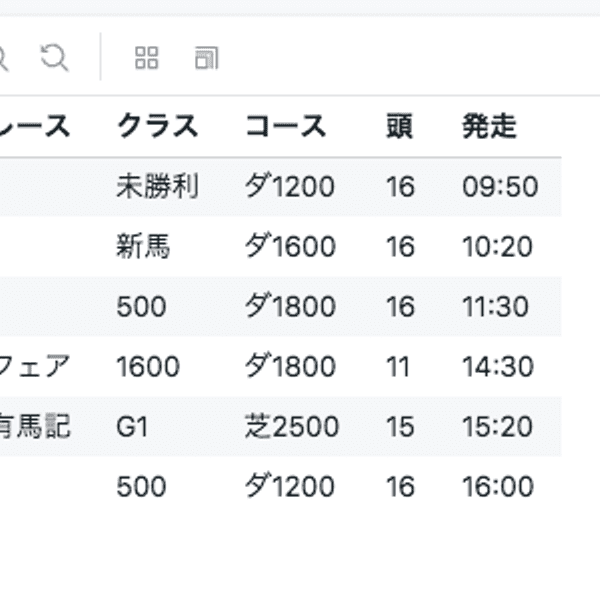 レース クラス コース 頭 発走
未勝利 ダ1200 16 09:50
新馬 ダ1600 16 10:20
500 ダ1800 16 11:30
フェア 1600 ダ1800 11 14:30
有馬記 G1 芝2500 15 15:20
500 ダ1200 16 16:00